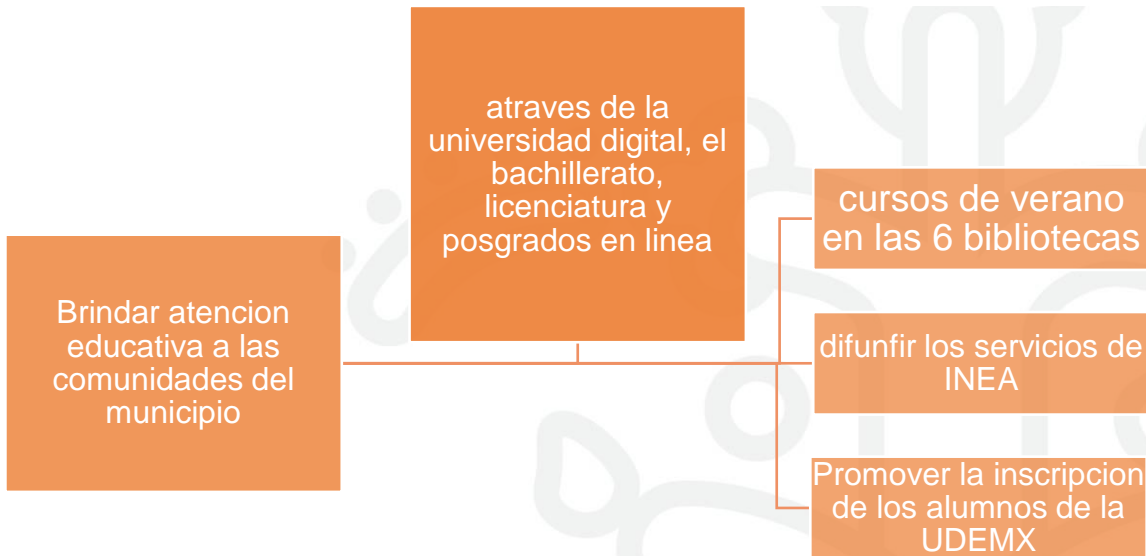 Brindar atencion
educativa a las
comunidades del
municipio
atraves de la
universidad digital, el
bachillerato,
licenciatura y
posgrados en linea
cursos de verano
en las 6 bibliotecas
difunfir los servicios de
INEA
Promover la inscripcion
de los alumnos de la
UDEMX